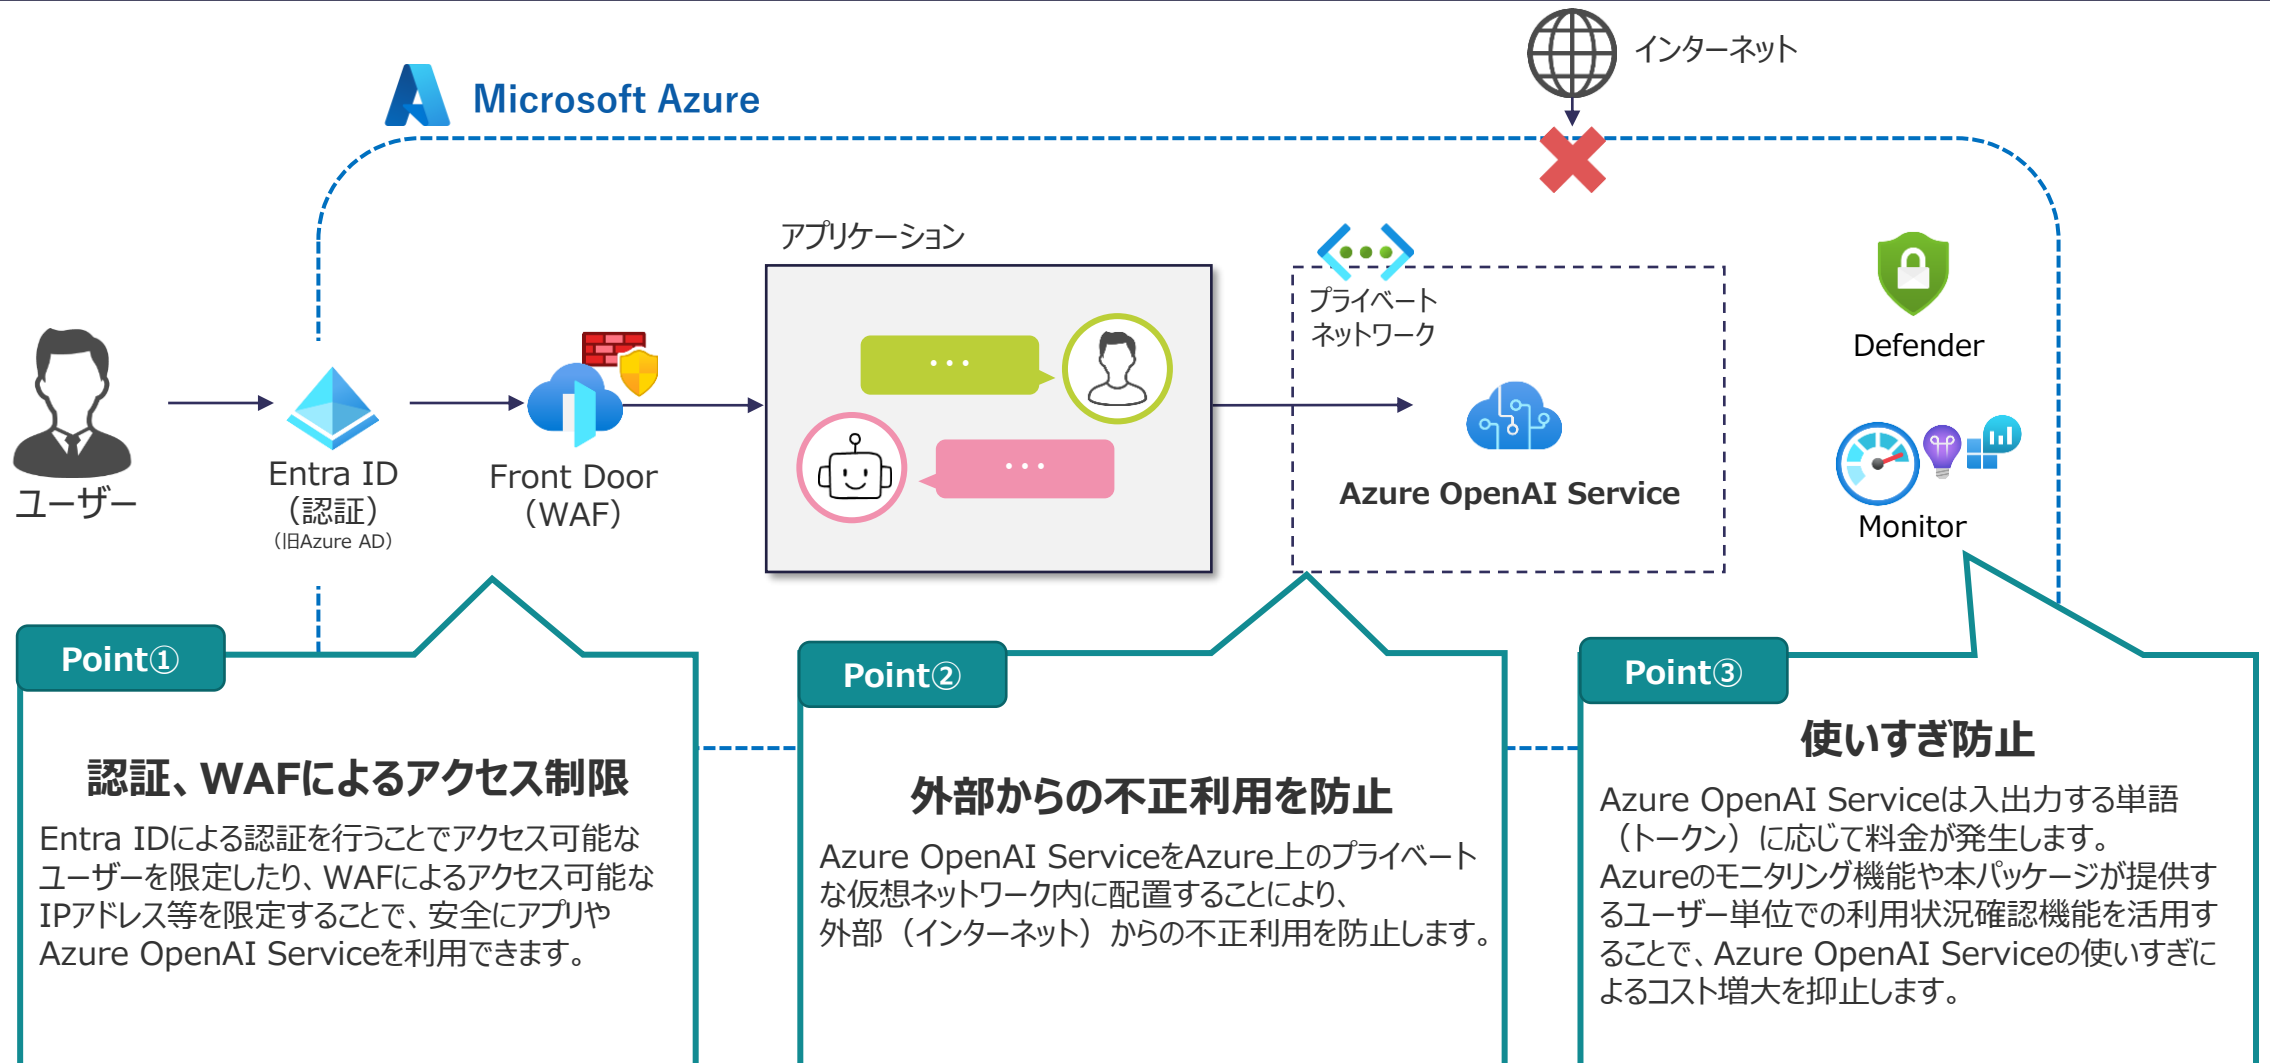 インターネット
Microsoft Azure
アプリケーション
プライベート
ネットワーク
Defender
ユーザー
Entra ID
（認証）
（旧Azure AD）
Front Door
（WAF）
• • •
• • •
Azure OpenAI Service
Monitor
Point①
認証、WAFによるアクセス制限
Entra IDによる認証を行うことでアクセス可能な
ユーザーを限定したり、WAFによるアクセス可能な
IPアドレス等を限定することで、安全にアプリや
Azure OpenAI Serviceを利用できます。
Point②
外部からの不正利用を防止
Azure OpenAI ServiceをAzure上のプライベート
な仮想ネットワーク内に配置することにより、
外部（インターネット）からの不正利用を防止します。
Point③
使いすぎ防止
Azure OpenAI Serviceは入出力する単語
（トークン）に応じて料金が発生します。
Azureのモニタリング機能や本パッケージが提供す
るユーザー単位での利用状況確認機能を活用す
ることで、Azure OpenAI Serviceの使いすぎに
よるコスト増大を抑止します。